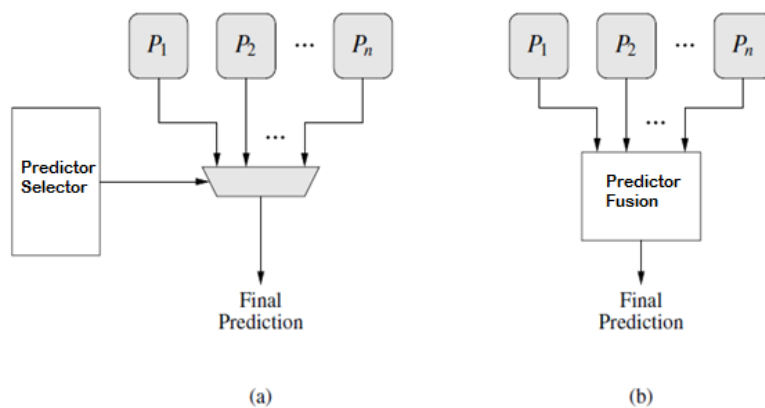 P1 P2 ... Pn
P1 P2 ... Pn
...
...
Predictor
Selector
Predictor
Fusion
Final
Prediction
Final
Prediction
(a)
(b)